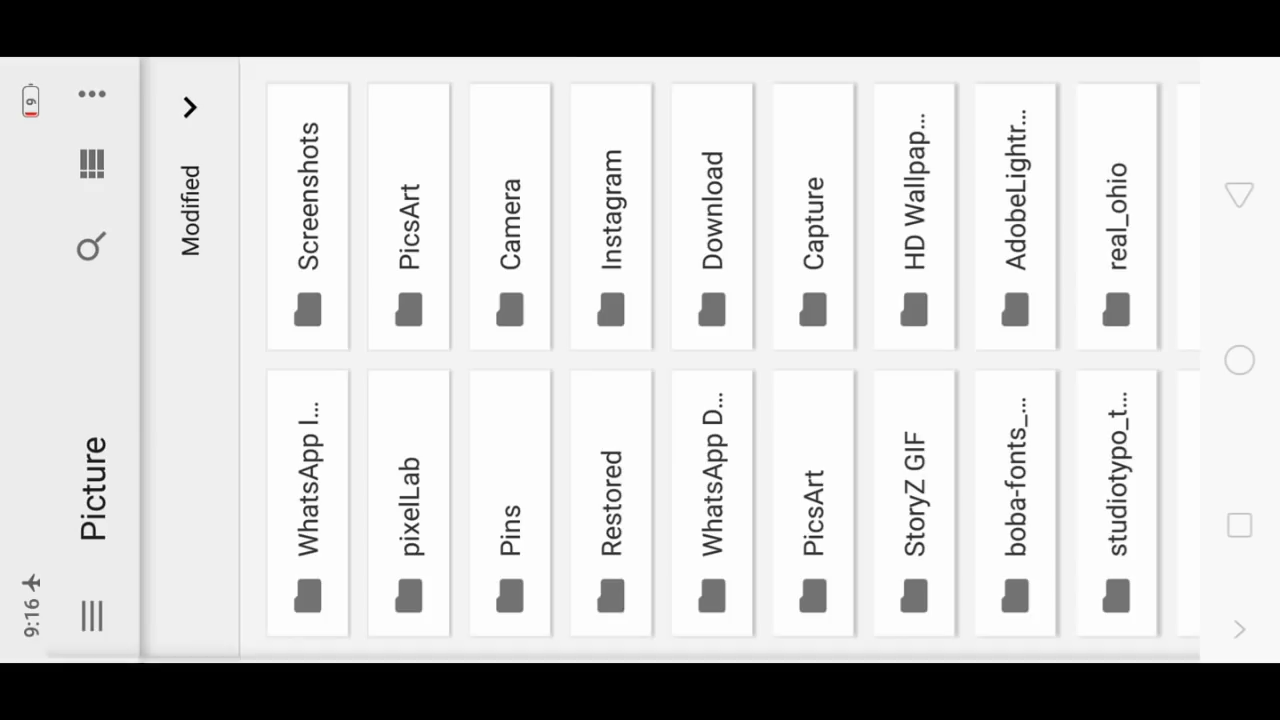 9:16
9
Picture
Modified
WhatsApp I...
Screenshots
pixelLab
PicsArt
Pins
Camera
Restored
Instagram
WhatsApp D...
Download
PicsArt
Capture
StoryZ GIF
HD Wallpap...
boba-fonts_...
AdobeLightr...
studiotypo_t...
real_ohio